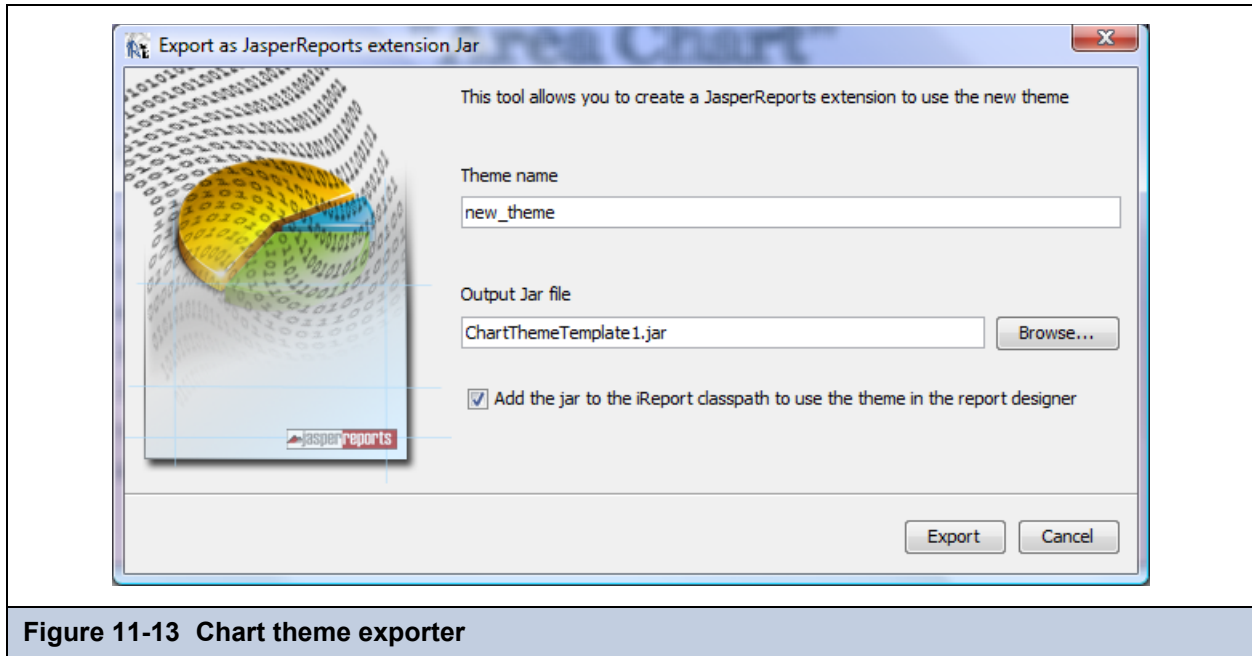 "Area Chart"
Export as JasperReports extension Jar
This tool allows you to create a JasperReports extension to use the new theme
Theme name
new_theme
Output Jar file
ChartThemeTemplate1.jar
Browse...
Add the jar to the iReport classpath to use the theme in the report designer
jasperreports
Export
Cancel
Figure 11-13 Chart theme exporter